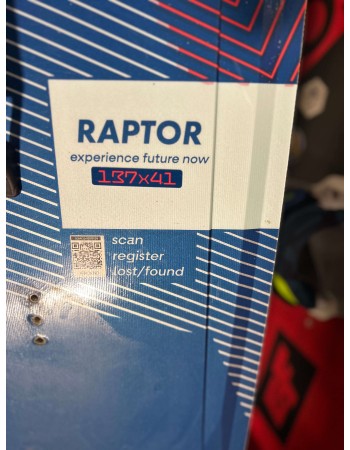 RAPTOR
experience future now
137x41
scan
register
lost/found